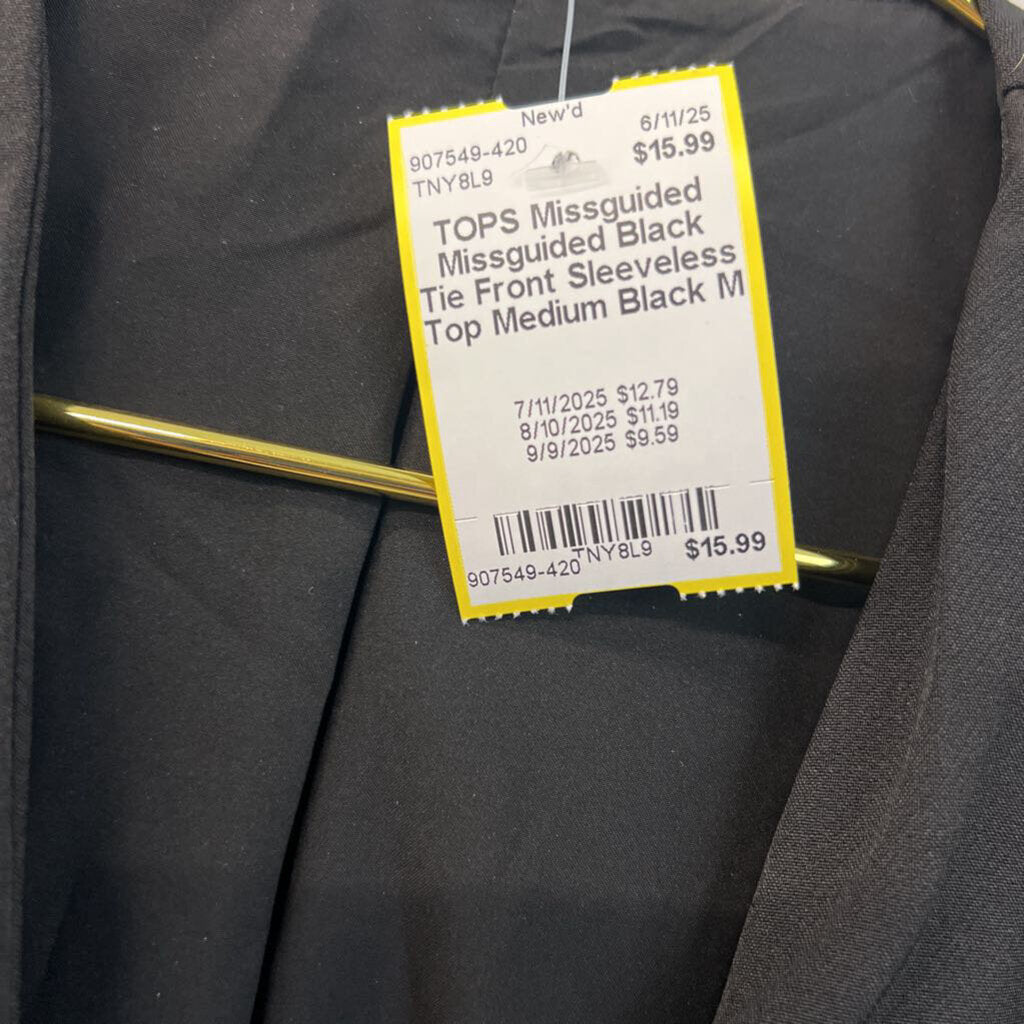 New'd
907549-420 6/11/25
TNY8L9 $15.99
TOPS Missguided
Missguided Black
Tie Front Sleeveless
Top Medium Black M
7/11/2025 $12.79
8/10/2025 $11.19
9/9/2025 $9.59
TNY8L9 $15.99
907549-420